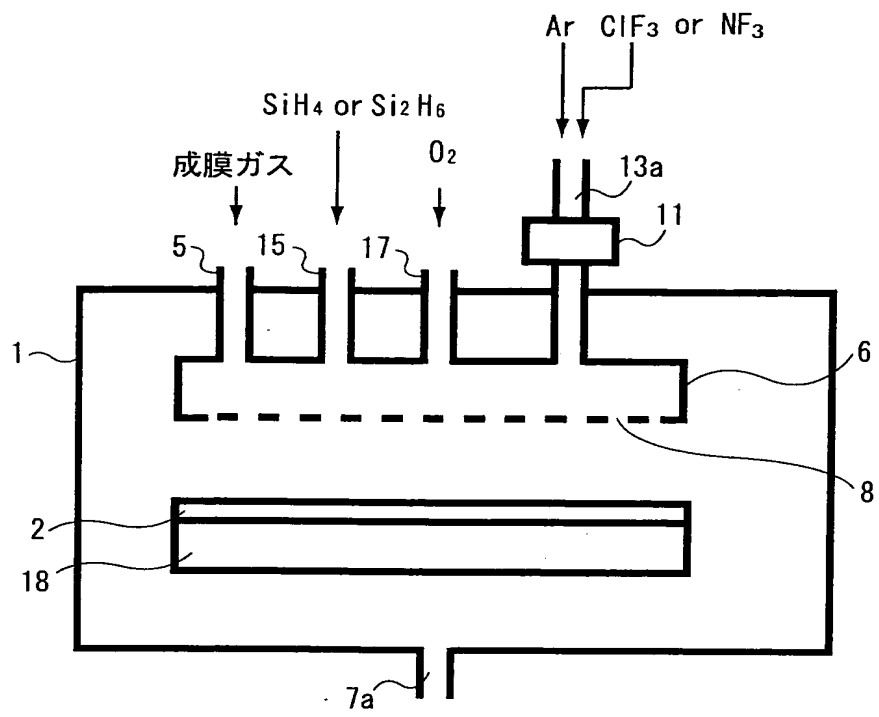 Ar ClF3 or NF3
SiH4 or Si2H6
O2
成膜ガス
13a
11
5
15
17
1
6
8
2
18
7a